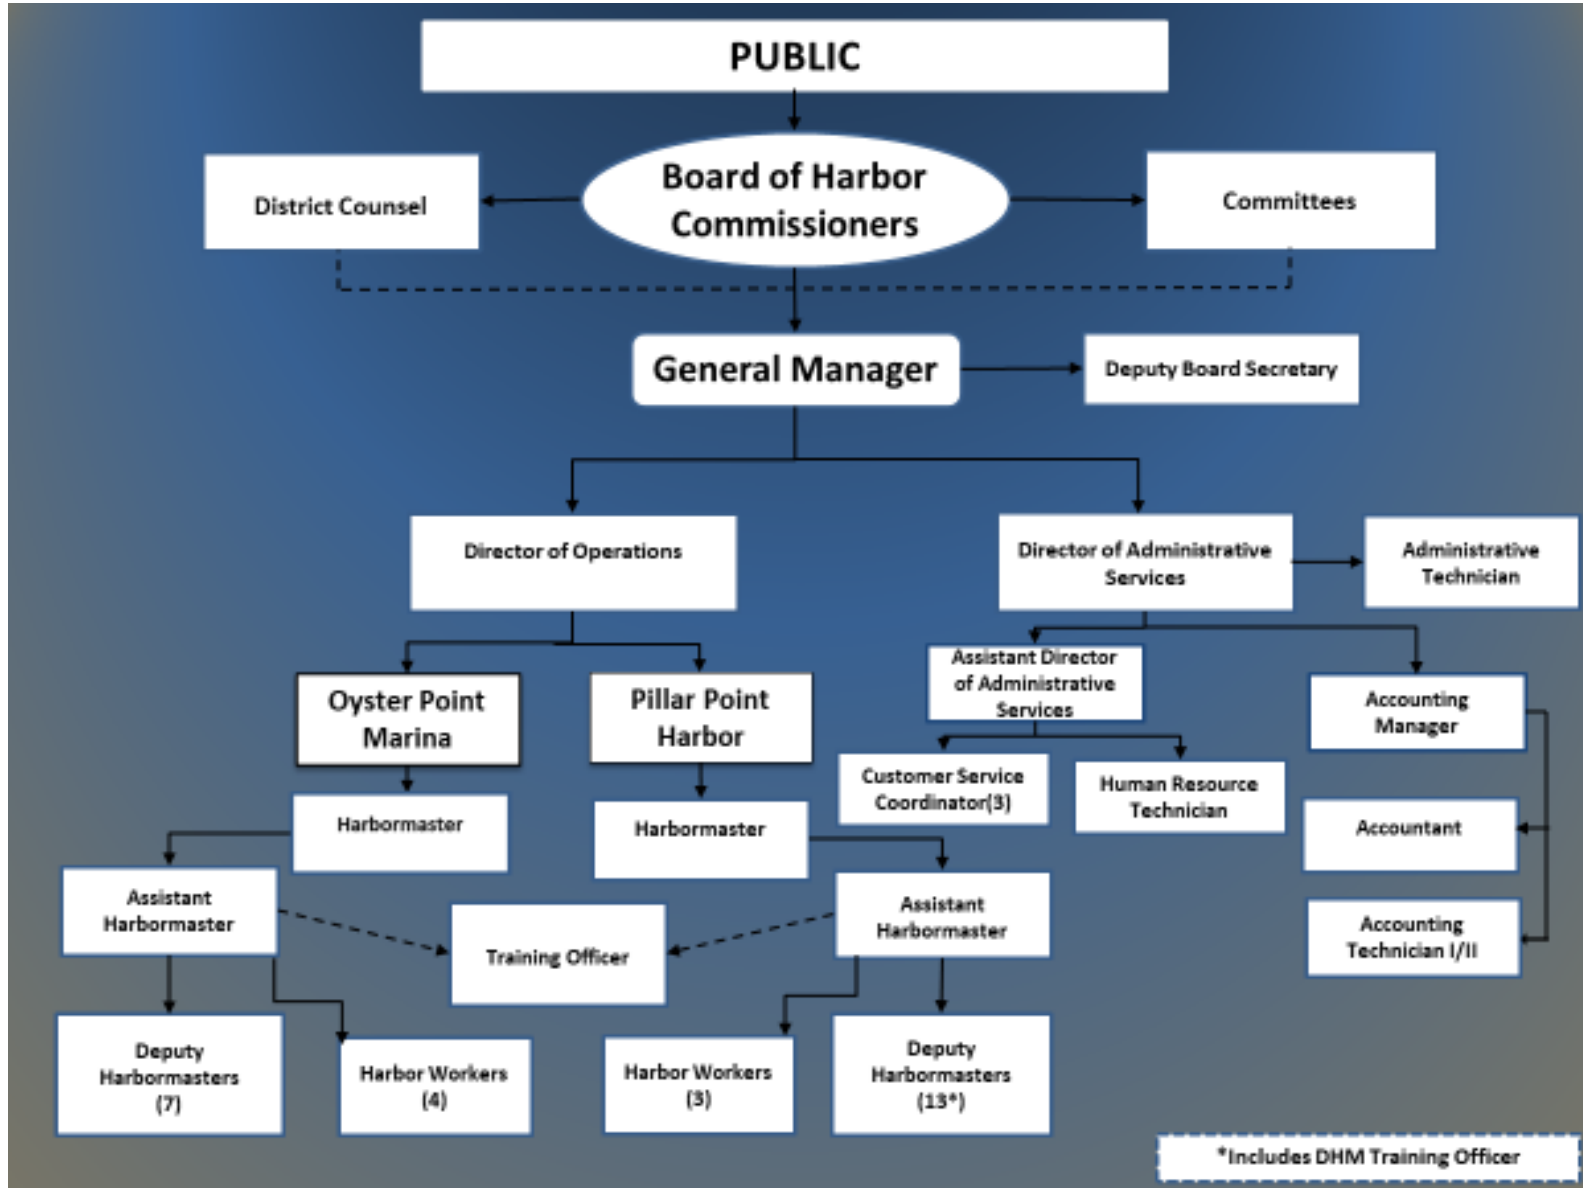 PUBLIC
Board of Harbor
Commissioners
District Counsel
Committees
General Manager
Deputy Board Secretary
Director of Operations
Director of Administrative
Services
Administrative
Technician
Oyster Point
Marina
Pillar Point
Harbor
Assistant Director
of Administrative
Services
Accounting
Manager
Customer Service
Coordinator(3)
Human Resource
Technician
Harbormaster
Harbormaster
Accountant
Assistant
Harbormaster
Training Officer
Assistant
Harbormaster
Accounting
Technician I/II
Deputy
Harbormasters
(7)
Harbor Workers
(4)
Harbor Workers
(3)
Deputy
Harbormasters
(13*)
*Includes DHM Training Officer